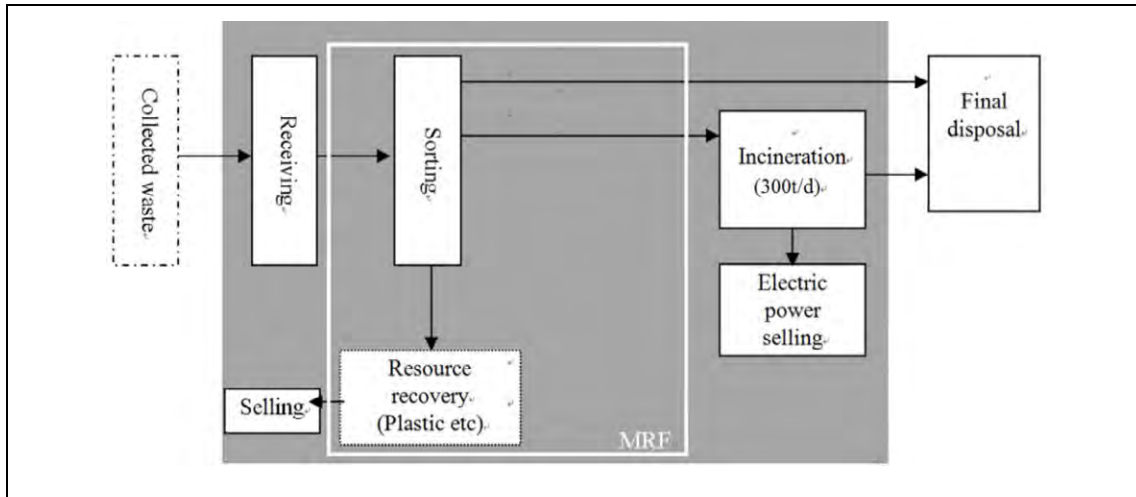 Collected waste
Receiving
Sorting
Final
disposal
Incineration
(300t/d)
Electric
power
selling
Resource
recovery
(Plastic etc)
Selling
MRF